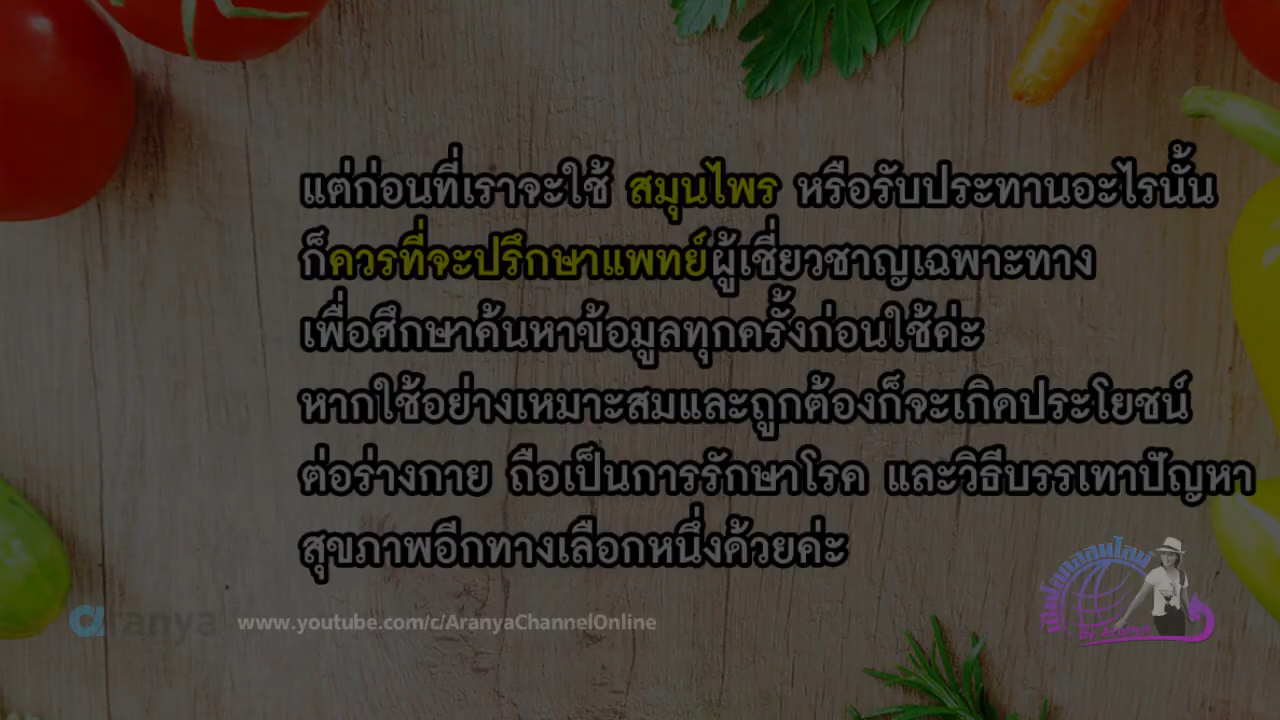 แต่ก่อนที่เราจะใช้ สมุนไพร หรือรับประทานอะไรนั้น
ก็ควรที่จะปรึกษาแพทย์ผู้เชี่ยวชาญเฉพาะทาง
เพื่อศึกษาค้นหาข้อมูลทุกครั้งก่อนใช้ค่ะ
หากใช้อย่างเหมาะสมและถูกต้องก็จะเกิดประโยชน์
ต่อร่างกาย ถือเป็นการรักษาโรค และวิธีบรรเทาปัญหา
สุขภาพอีกทางเลือกหนึ่งด้วยค่ะ
aranya www.youtube.com/c/AranyaChannelOnline
by Aranya